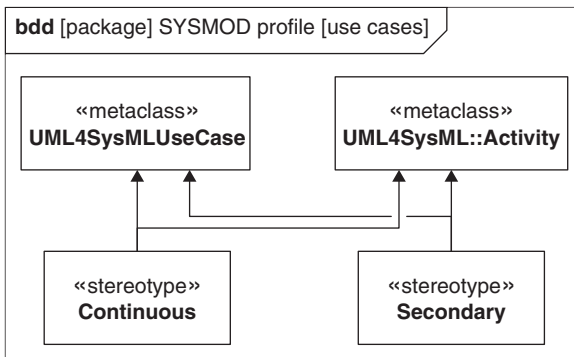 bdd [package] SYSMOD profile [use cases]
«metaclass»
UML4SysMLUseCase
«metaclass»
UML4SysML::Activity
«stereotype»
Continuous
«stereotype»
Secondary